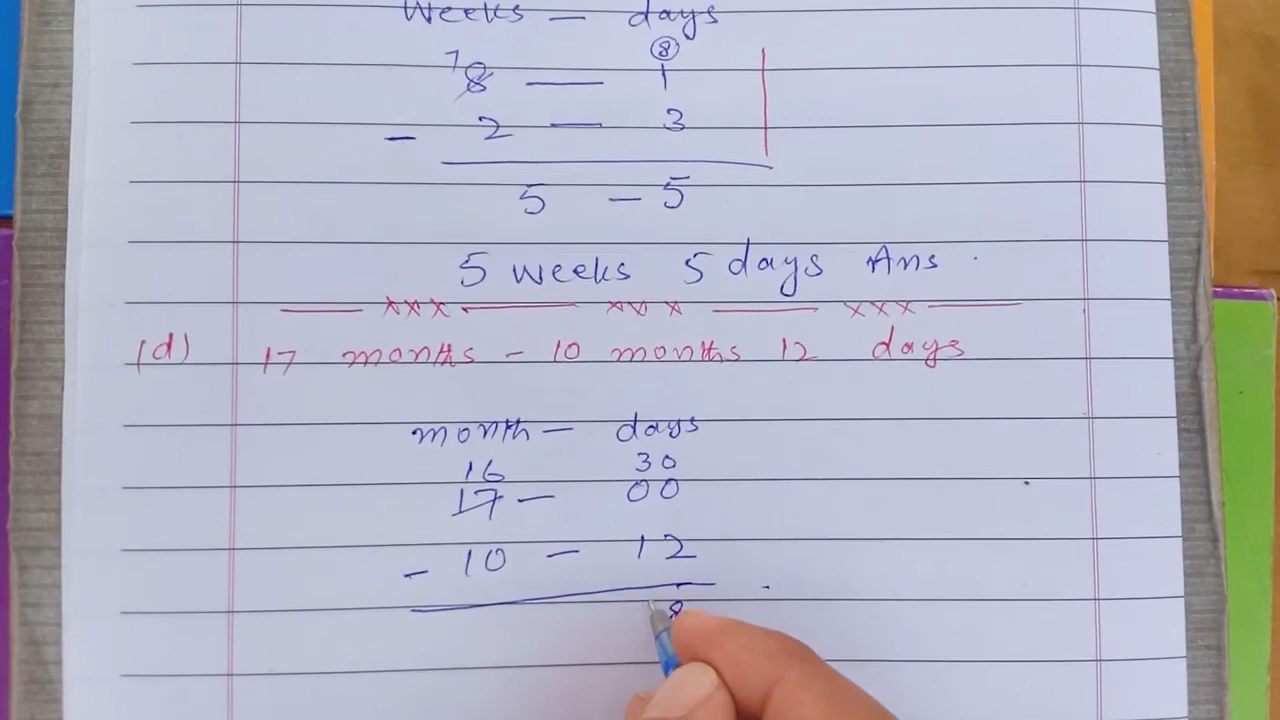 Weeks — days
7 ⑧
8 — 1
- 2 — 3
5 - 5
5 weeks 5 days Ans.
xxx xxx xxx
(d) 17 months - 10 months 12 days
month - days
16 30
17 - 00
- 10 - 12
8